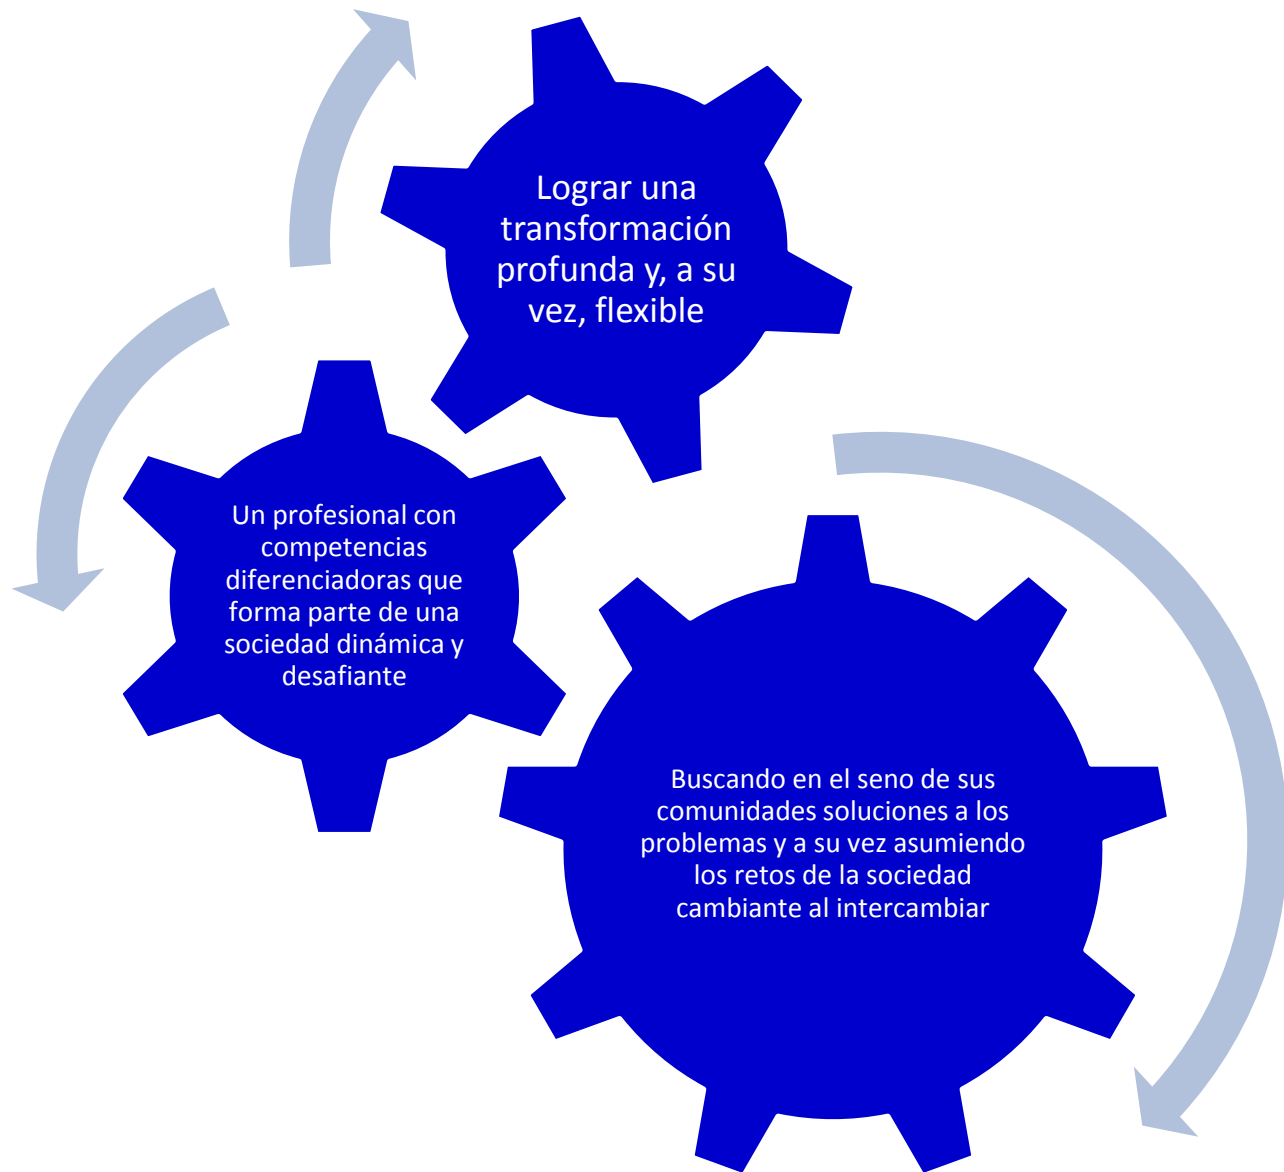 Lograr una
transformación
profunda y, a su
vez, flexible
Un profesional con
competencias
diferenciadoras que
forma parte de una
sociedad dinámica y
desafiante
Buscando en el seno de sus
comunidades soluciones a los
problemas y a su vez asumiendo
los retos de la sociedad
cambiante al intercambiar